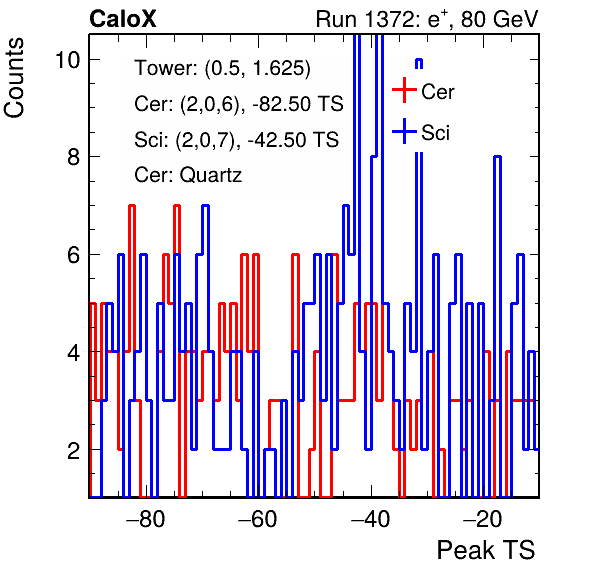 CaloX
Run 1372: e+, 80 GeV
Counts
Tower: (0.5, 1.625)
Cer: (2,0,6), -82.50 TS
Sci: (2,0,7), -42.50 TS
Cer: Quartz
Cer
Sci
10
8
6
4
2
−80
−60
−40
−20
Peak TS